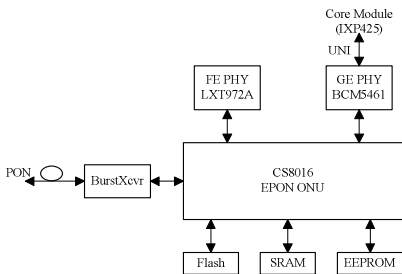 Core Module
(IXP425)
UNI
FE PHY
LXT972A
GE PHY
BCM5461
PON
BurstXcvr
CS8016
EPON ONU
Flash
SRAM
EEPROM